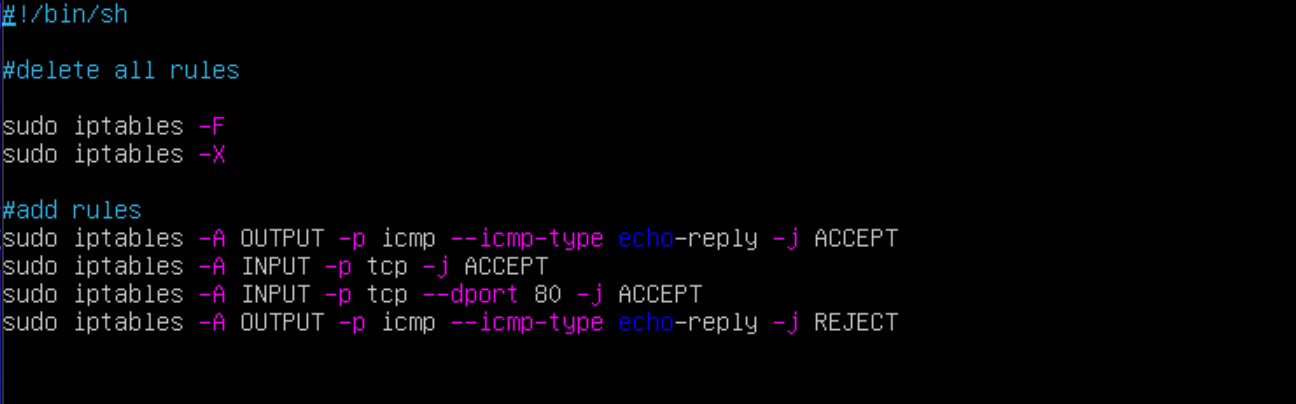 #!/bin/sh
#delete all rules
sudo iptables -F
sudo iptables -X
#add rules
sudo iptables -A OUTPUT -p icmp --icmp-type echo-reply -j ACCEPT
sudo iptables -A INPUT -p tcp -j ACCEPT
sudo iptables -A INPUT -p tcp --dport 80 -j ACCEPT
sudo iptables -A OUTPUT -p icmp --icmp-type echo-reply -j REJECT